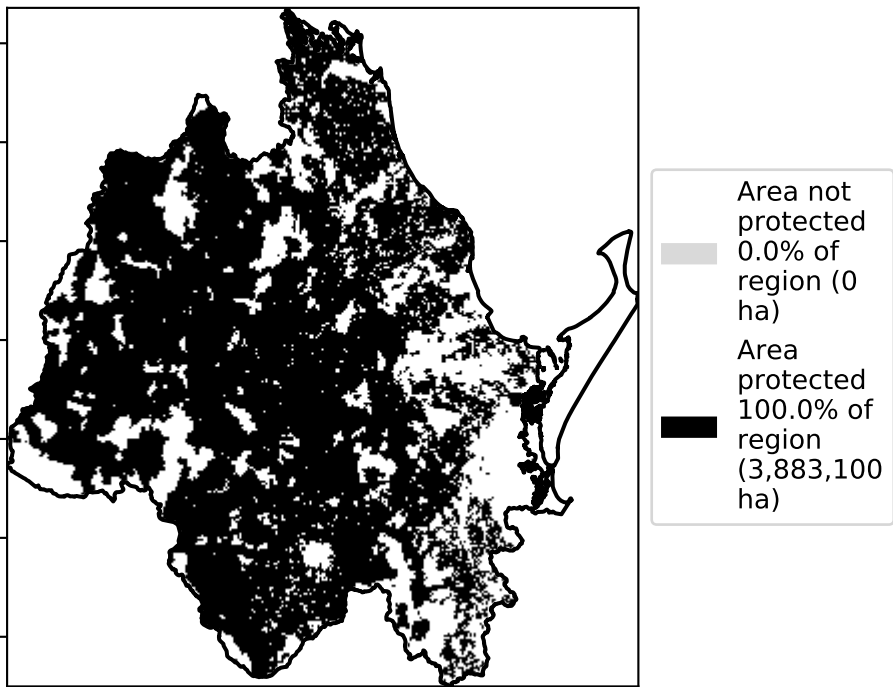 Area not
protected
0.0% of
region (0
ha)
Area
protected
100.0% of
region
(3,883,100
ha)